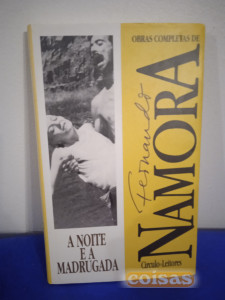 OBRAS COMPLETAS DE
Fernando
NAMORA
A NOITE
E A
MADRUGADA
Círculo-Leitores
coisas